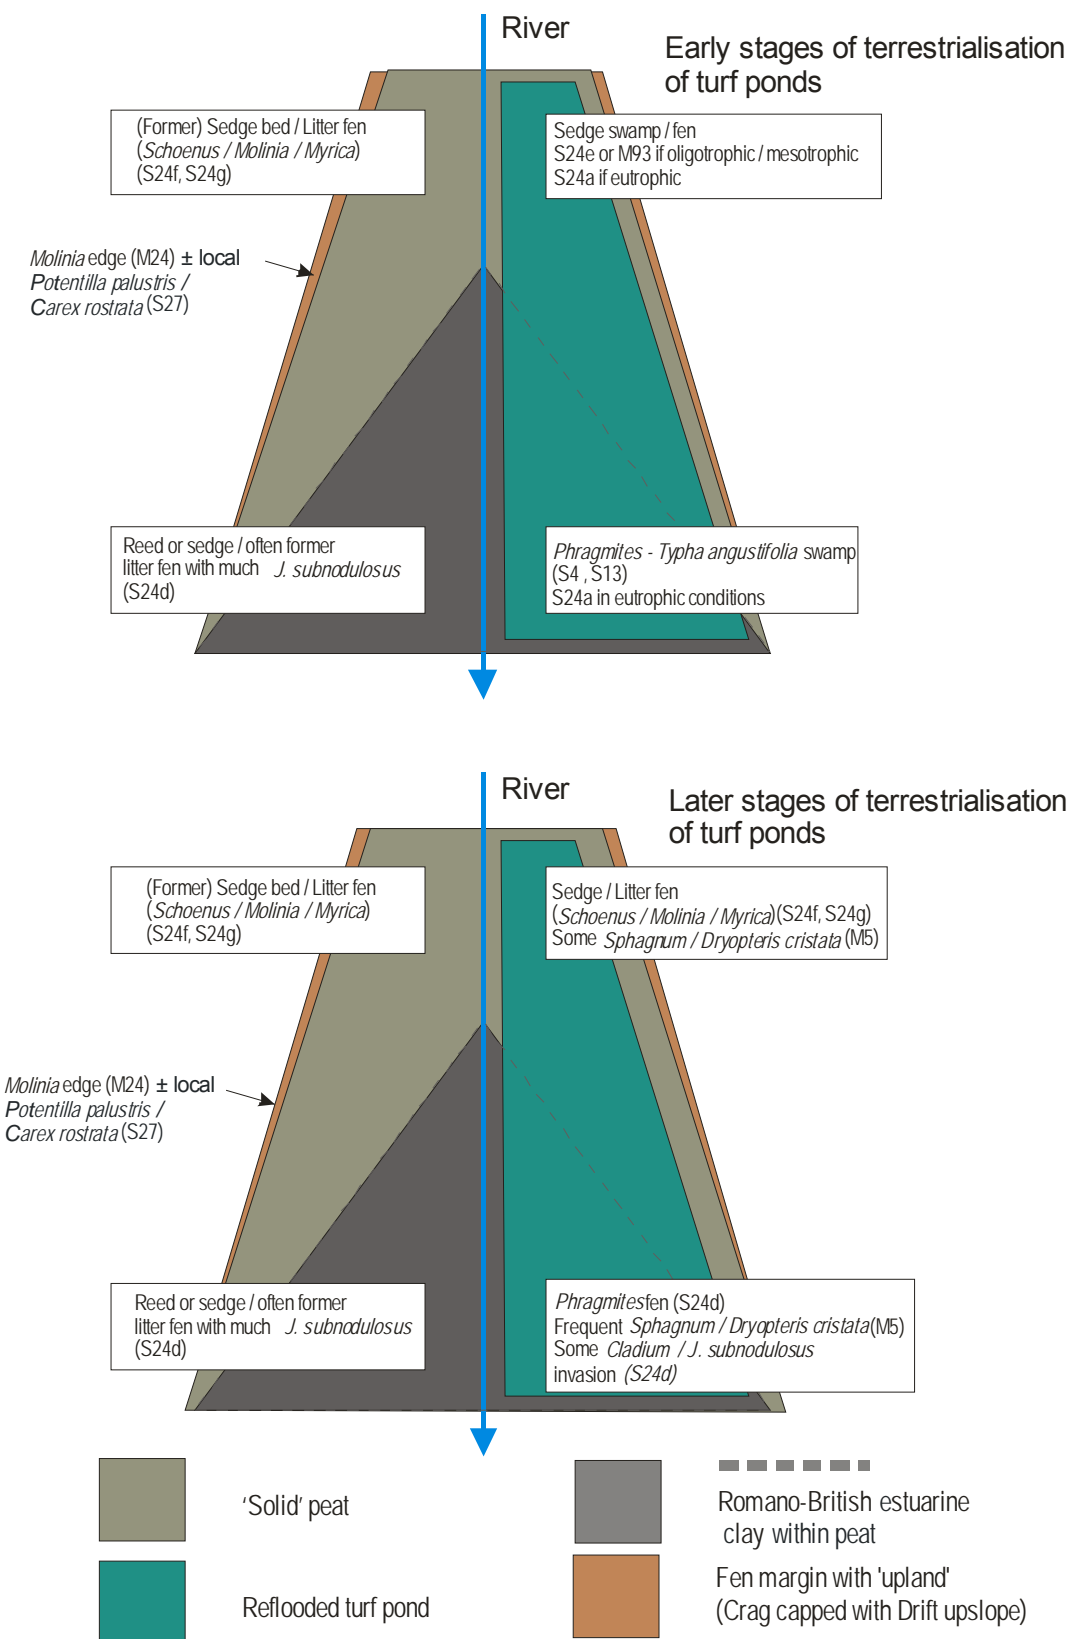 River
Early stages of terrestrialisation
of turf ponds
(Former) Sedge bed / Litter fen
(Schoenus / Molinia / Myrica)
(S24f, S24g)
Sedge swamp / fen
S24e or M93 if oligotrophic / mesotrophic
S24a if eutrophic
Molinia edge (M24) ± local
Potentilla palustris /
Carex rostrata (S27)
Reed or sedge / often former
litter fen with much J. subnodulosus
(S24d)
Phragmites - Typha angustifolia swamp
(S4 , S13)
S24a in eutrophic conditions
River
Later stages of terrestrialisation
of turf ponds
(Former) Sedge bed / Litter fen
(Schoenus / Molinia / Myrica)
(S24f, S24g)
Sedge / Litter fen
(Schoenus / Molinia / Myrica) (S24f, S24g)
Some Sphagnum / Dryopteris cristata (M5)
Molinia edge (M24) ± local
Potentilla palustris /
Carex rostrata (S27)
Reed or sedge / often former
litter fen with much J. subnodulosus
(S24d)
Phragmites fen (S24d)
Frequent Sphagnum / Dryopteris cristata (M5)
Some Cladium / J. subnodulosus
invasion (S24d)
'Solid' peat
Romano-British estuarine
clay within peat
Reflooded turf pond
Fen margin with 'upland'
(Crag capped with Drift upslope)